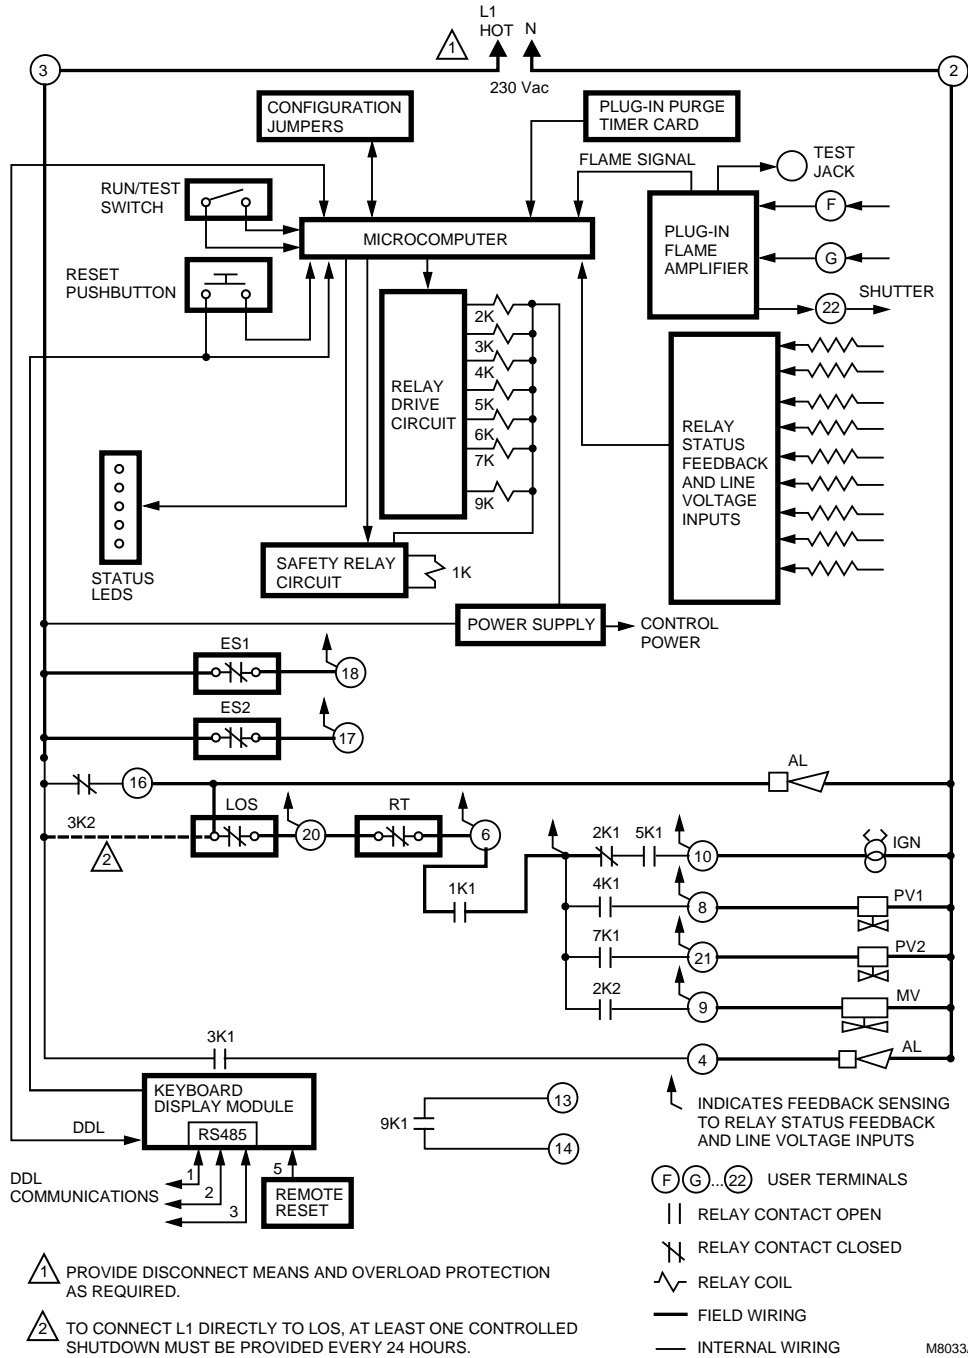 L1
HOT N
1
3
2
230 Vac
CONFIGURATION
JUMPERS
PLUG-IN PURGE
TIMER CARD
FLAME SIGNAL
TEST
JACK
RUN/TEST
SWITCH
MICROCOMPUTER
PLUG-IN
FLAME
AMPLIFIER
F
G
22
SHUTTER
RESET
PUSHBUTTON
RELAY
DRIVE
CIRCUIT
2K
3K
4K
5K
6K
7K
9K
RELAY
STATUS
FEEDBACK
AND LINE
VOLTAGE
INPUTS
STATUS
LEDS
SAFETY RELAY
CIRCUIT
1K
POWER SUPPLY
CONTROL
POWER
ES1
18
ES2
17
16
AL
3K2
2
LOS
20
RT
6
1K1
2K1
5K1
10
IGN
4K1
8
PV1
7K1
21
PV2
2K2
9
MV
3K1
4
AL
KEYBOARD
DISPLAY MODULE
RS485
DDL
DDL
COMMUNICATIONS
1
2
3
5
REMOTE
RESET
9K1
13
14
INDICATES FEEDBACK SENSING
TO RELAY STATUS FEEDBACK
AND LINE VOLTAGE INPUTS
F G ... 22 USER TERMINALS
RELAY CONTACT OPEN
RELAY CONTACT CLOSED
RELAY COIL
FIELD WIRING
INTERNAL WIRING
1 PROVIDE DISCONNECT MEANS AND OVERLOAD PROTECTION
AS REQUIRED.
2 TO CONNECT L1 DIRECTLY TO LOS, AT LEAST ONE CONTROLLED
SHUTDOWN MUST BE PROVIDED EVERY 24 HOURS.